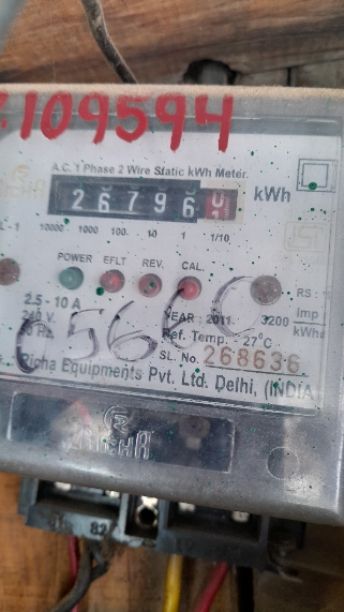 109594
A.C. 1 Phase 2 Wire Static kWh Meter.
26796 kWh
10000 1000 100 10 1 1/10
POWER EFLT REV. CAL.
2.5 - 10 A
240 V. YEAR : 2011 3200 Imp
kWh
Ref. Temp. - 27°C
SL. No. 268636
Richa Equipments Pvt. Ltd. Delhi, (INDIA
RICHA